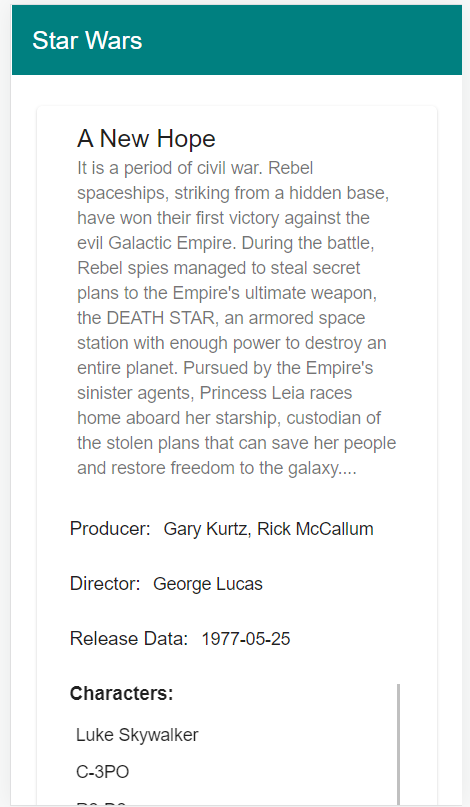 Star Wars
A New Hope
It is a period of civil war. Rebel
spaceships, striking from a hidden base,
have won their first victory against the
evil Galactic Empire. During the battle,
Rebel spies managed to steal secret
plans to the Empire's ultimate weapon,
the DEATH STAR, an armored space
station with enough power to destroy an
entire planet. Pursued by the Empire's
sinister agents, Princess Leia races
home aboard her starship, custodian of
the stolen plans that can save her people
and restore freedom to the galaxy....
Producer: Gary Kurtz, Rick McCallum
Director: George Lucas
Release Data: 1977-05-25
Characters:
Luke Skywalker
C-3PO